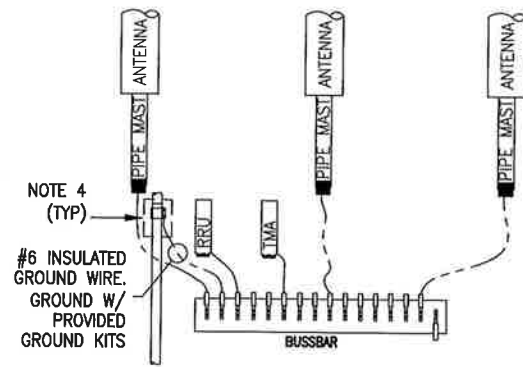 ANTENNA
ANTENNA
ANTENNA
PIPE MAST
PIPE MAST
PIPE MAST
NOTE 4
(TYP)
RRU
TMA
#6 INSULATED
GROUND WIRE.
GROUND W/
PROVIDED
GROUND KITS
BUSSBAR